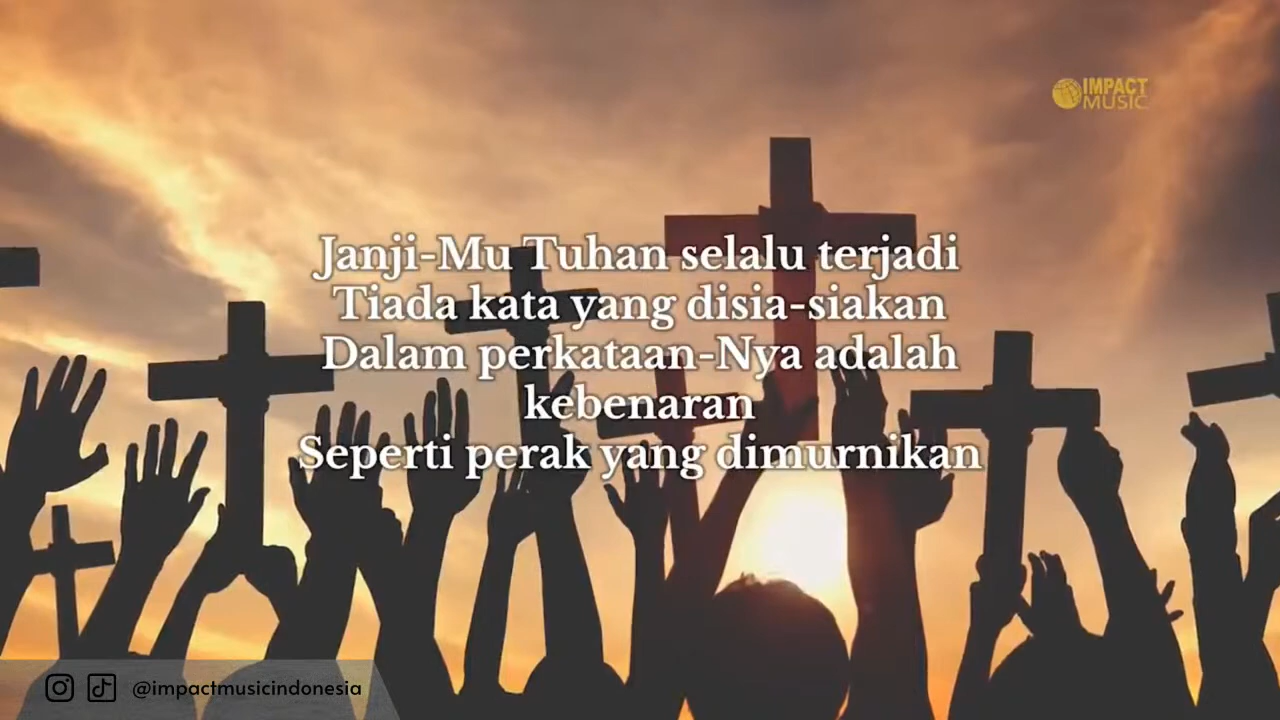 IMPACT
MUSIC
Janji-Mu Tuhan selalu terjadi
Tiada kata yang disia-siakan
Dalam perkataan-Nya adalah
kebenaran
Seperti perak yang dimurnikan
@impactmusicindonesia